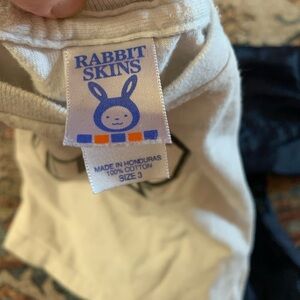 RABBIT
SKINS
MADE IN HONDURAS
100% COTTON
SIZE 3